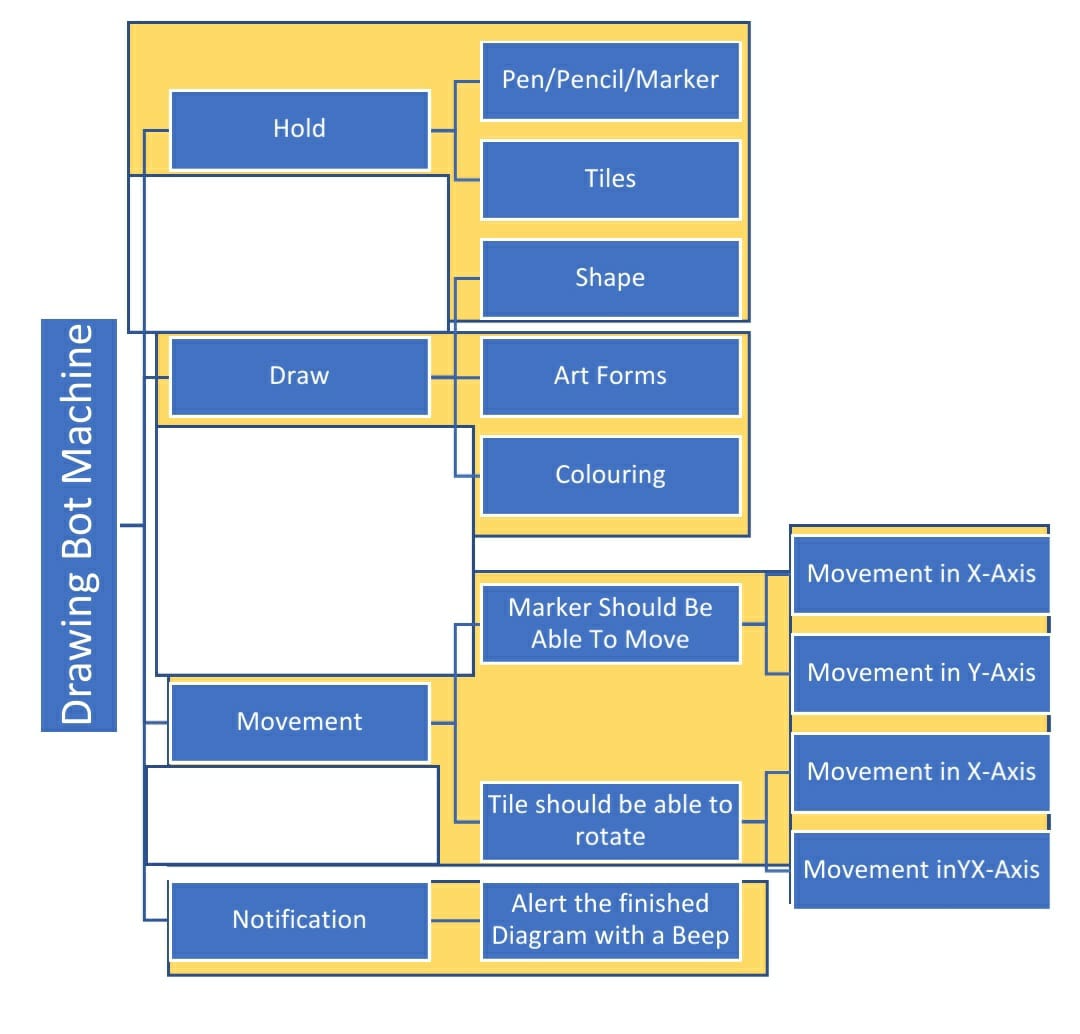 Drawing Bot Machine
Hold
Pen/Pencil/Marker
Tiles
Draw
Shape
Art Forms
Colouring
Movement
Marker Should Be
Able To Move
Movement in X-Axis
Movement in Y-Axis
Tile should be able to
rotate
Movement in X-Axis
Movement inYX-Axis
Notification
Alert the finished
Diagram with a Beep